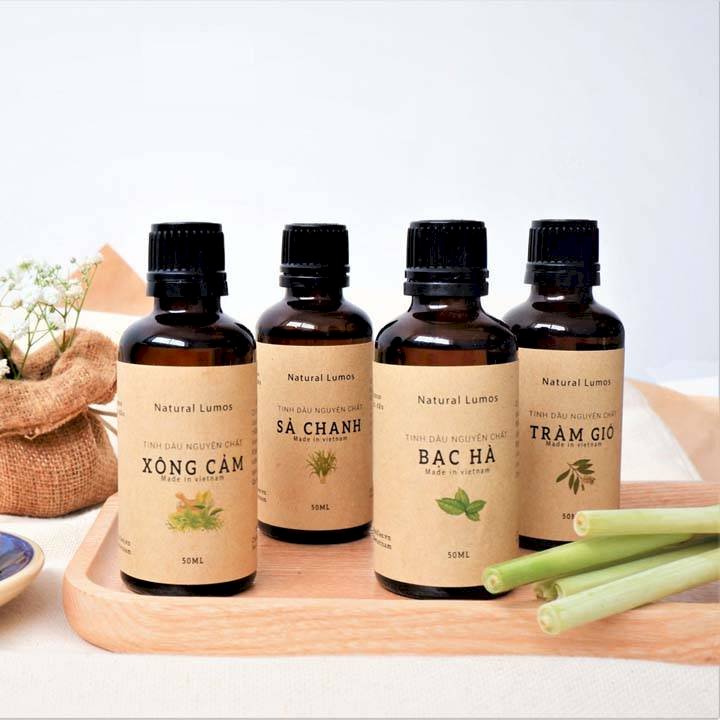 Natural Lumos
TINH DẦU NGUYÊN CHẤT
XÔNG CẢM
Made in vietnam
50ML
Natural Lumos
TINH DẦU NGUYÊN CHẤT
SẢ CHANH
Made in vietnam
50ML
Natural Lumos
TINH DẦU NGUYÊN CHẤT
BẠC HÀ
Made in vietnam
50ML
Natural Lumos
TINH DẦU NGUYÊN CHẤT
TRÀM GIÓ
Made in vietnam